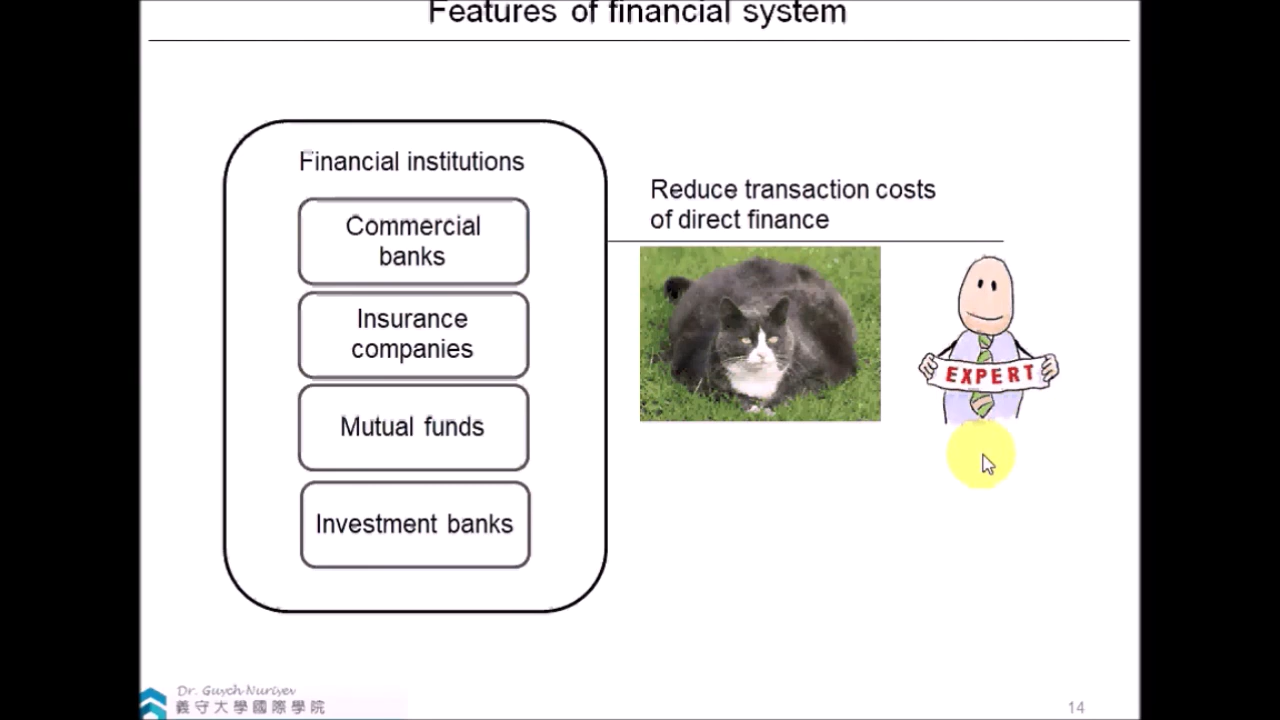 Features of financial system
Financial institutions
Commercial
banks
Insurance
companies
Mutual funds
Investment banks
Reduce transaction costs
of direct finance
EXPERT
Dr. Guych Nuriyev
義守大學國際學院
14